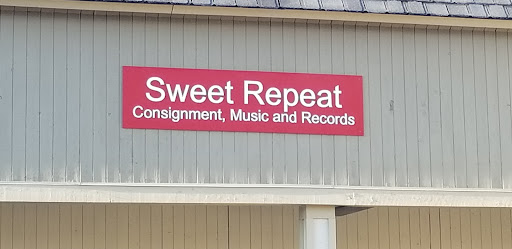 Sweet Repeat
Consignment, Music and Records